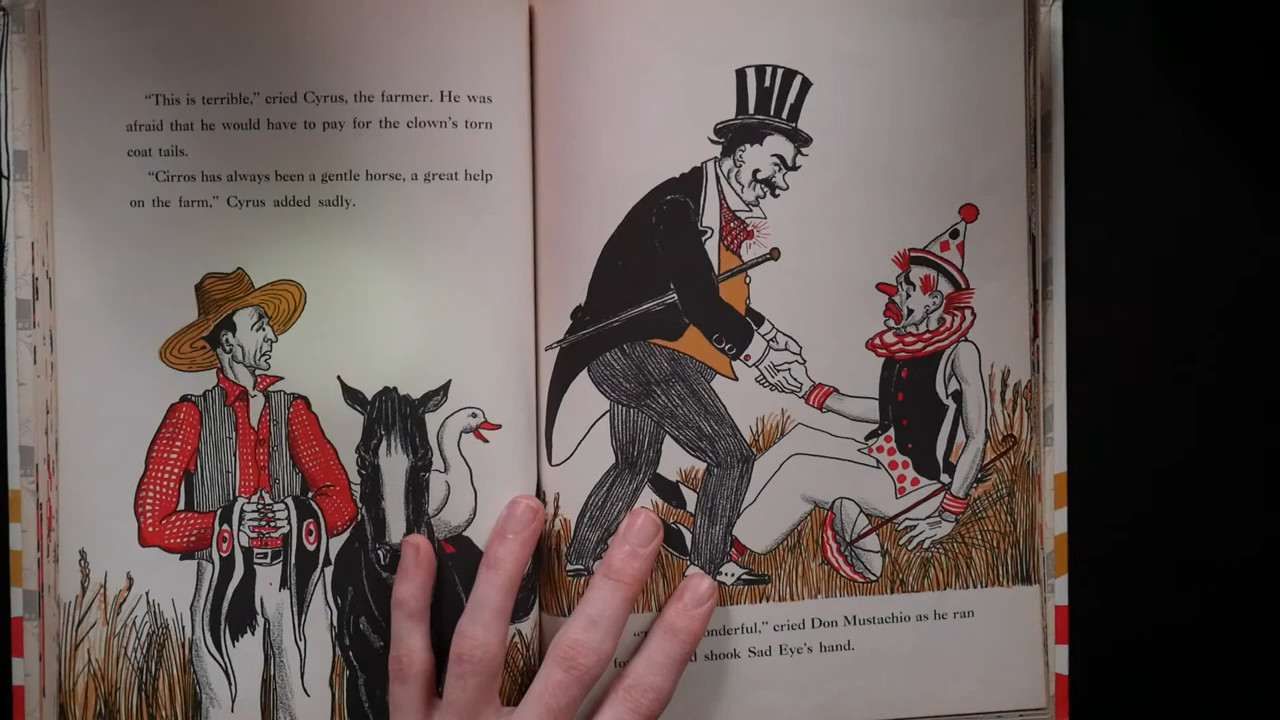 “This is terrible,” cried Cyrus, the farmer. He was
afraid that he would have to pay for the clown’s torn
coat tails.
“Cirros has always been a gentle horse, a great help
on the farm,” Cyrus added sadly.
cried Don Mustachio as he ran
shook Sad Eye’s hand.